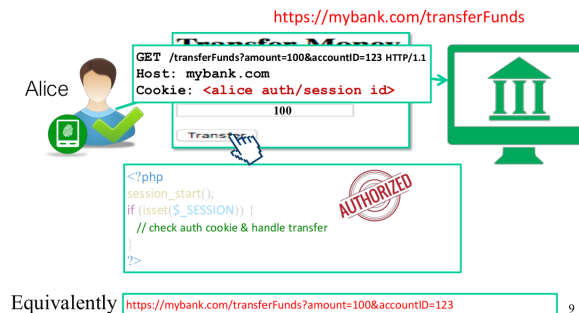 https://mybank.com/transferFunds
Transfer Money
GET /transferFunds?amount=100&accountID=123 HTTP/1.1
Host: mybank.com
Cookie: <alice auth/session id>
Alice
100
Transfer
<?php
session_start();
if (isset($_SESSION)) {
// check auth cookie & handle transfer
}
?>
AUTHORIZED
Equivalently
https://mybank.com/transferFunds?amount=100&accountID=123
9